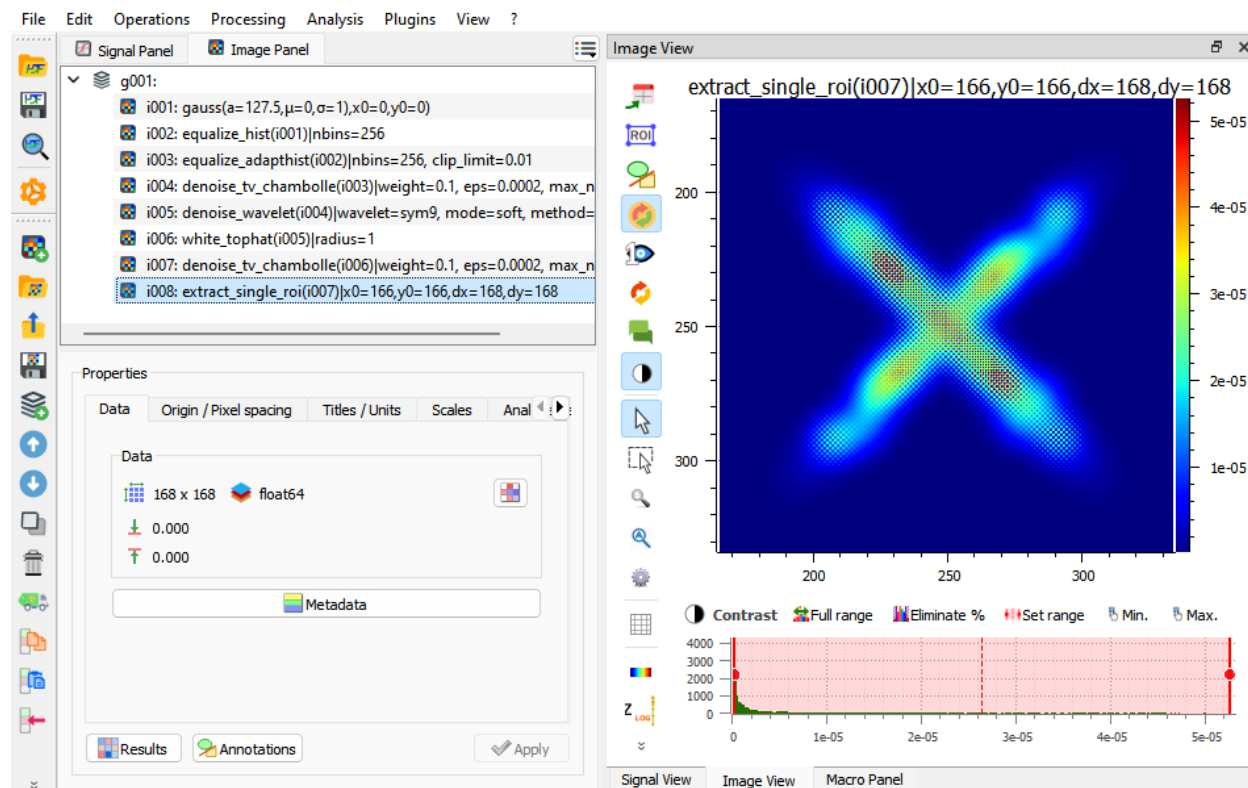 File Edit Operations Processing Analysis Plugins View ?
Signal Panel Image Panel
g001:
i001: gauss(a=127.5,μ=0,σ=1),x0=0,y0=0)
i002: equalize_hist(i001)|nbins=256
i003: equalize_adapthist(i002)|nbins=256, clip_limit=0.01
i004: denoise_tv_chambolle(i003)|weight=0.1, eps=0.0002, max_n
i005: denoise_wavelet(i004)|wavelet=sym9, mode=soft, method=
i006: white_tophat(i005)|radius=1
i007: denoise_tv_chambolle(i006)|weight=0.1, eps=0.0002, max_n
i008: extract_single_roi(i007)|x0=166,y0=166,dx=168,dy=168
Properties
Data Origin / Pixel spacing Titles / Units Scales Anal
Data
168 x 168 float64
0.000
0.000
Metadata
Results Annotations Apply
Image View
HDF
HDF
ROI
1
Z LOG
extract_single_roi(i007)|x0=166,y0=166,dx=168,dy=168
200
250
300
200 250 300
5e-05
4e-05
3e-05
2e-05
1e-05
Contrast Full range Eliminate % Set range Min. Max.
4000
3000
2000
1000
0
0 1e-05 2e-05 3e-05 4e-05 5e-05
Signal View Image View Macro Panel